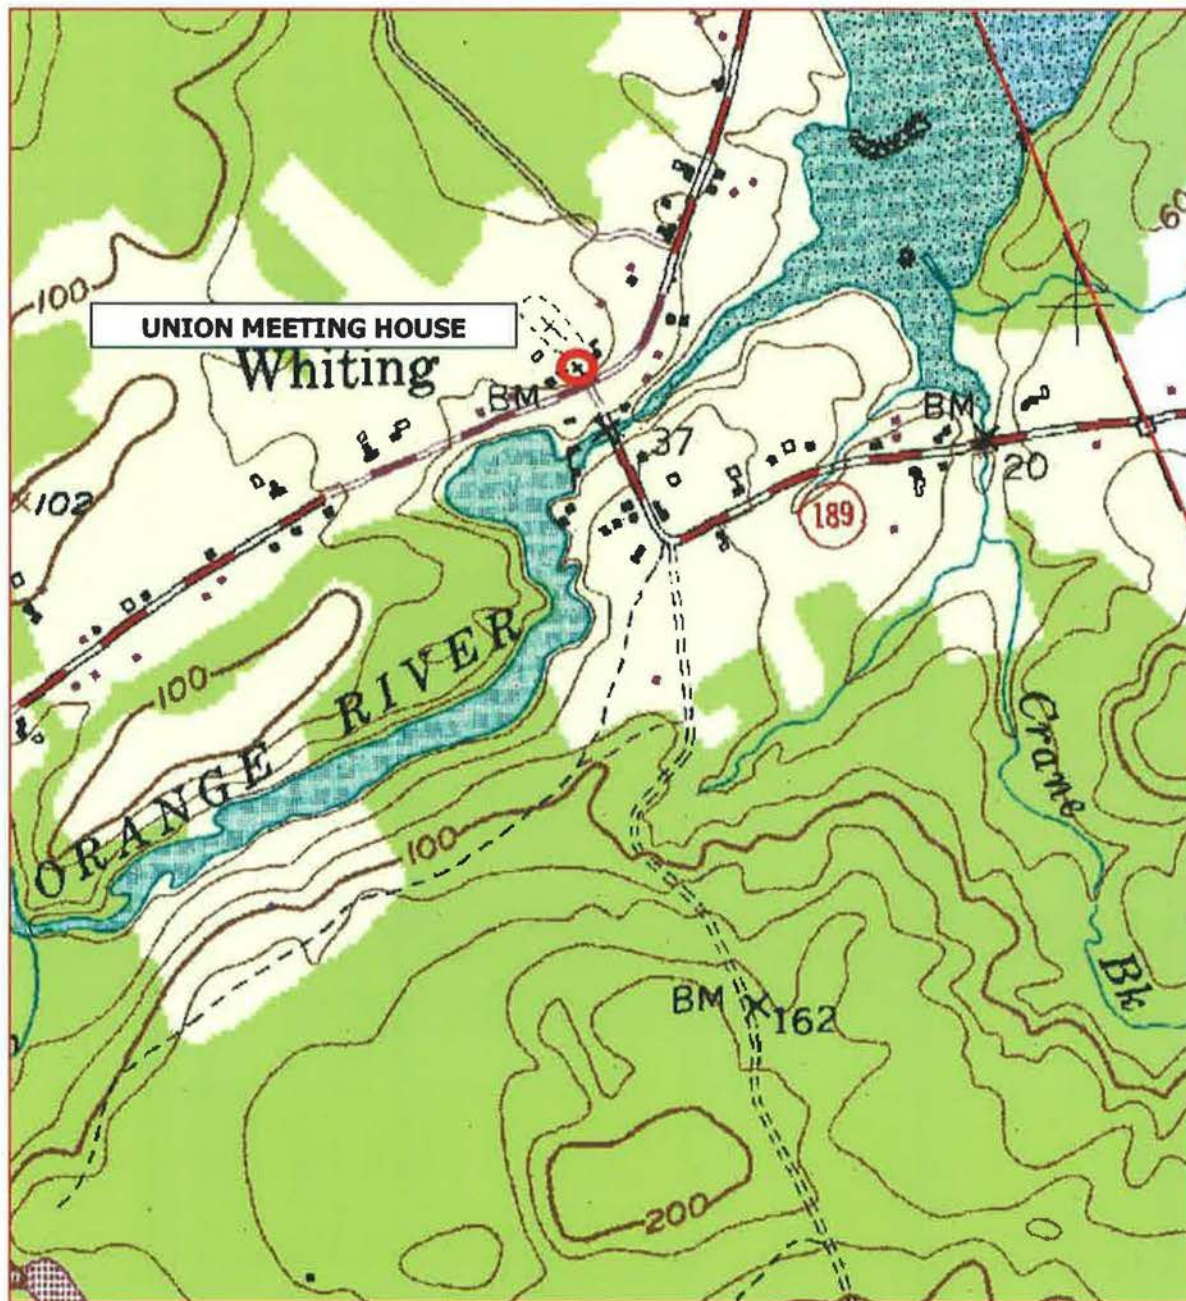 60
100
UNION MEETING HOUSE
Whiting
BM
BM
37
20
102
189
100
ORANGE RIVER
100
Crane Bk
BM
162
200